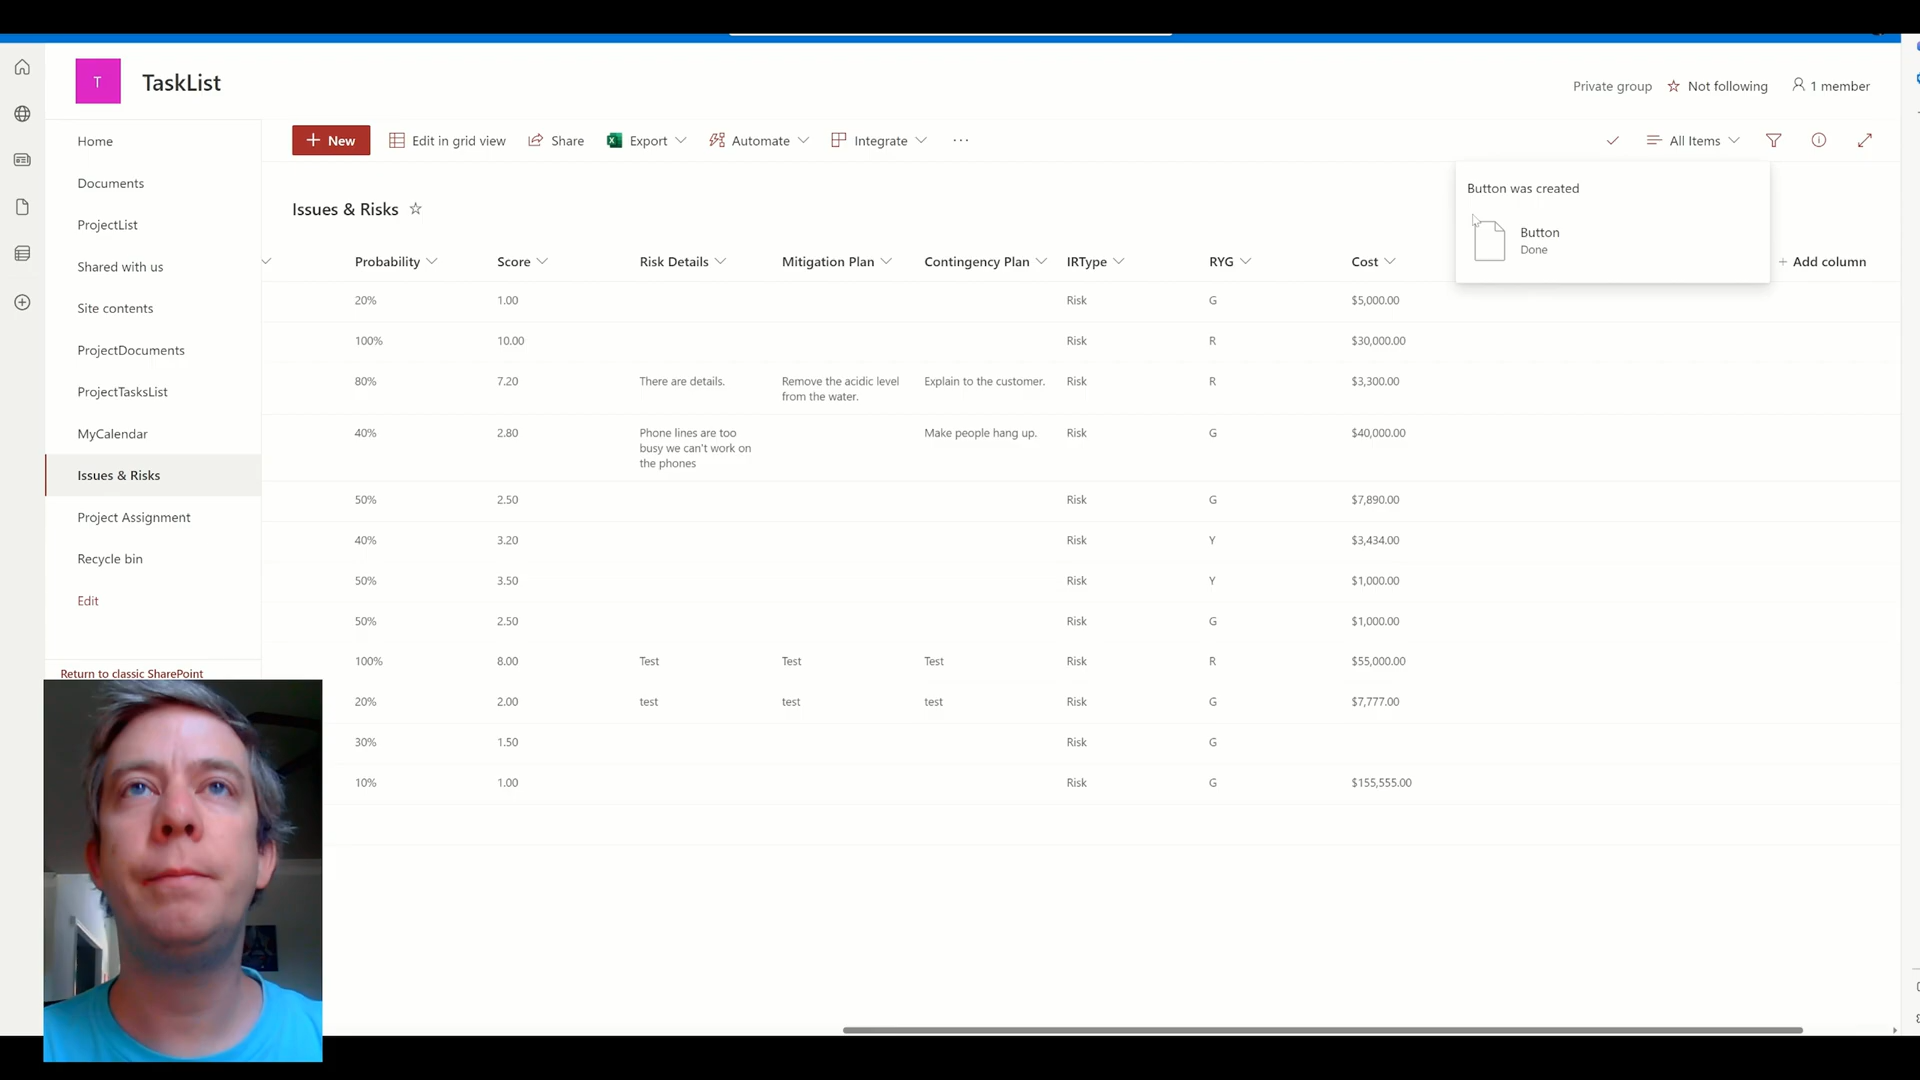 T
TaskList
Private group
Not following
1 member
New
Edit in grid view
Share
Export
Automate
Integrate
All Items
Home
Documents
ProjectList
Shared with us
Site contents
ProjectDocuments
ProjectTasksList
MyCalendar
Issues & Risks
Project Assignment
Recycle bin
Edit
Return to classic SharePoint
Issues & Risks
Button was created
Button
Done
Probability Score Risk Details Mitigation Plan Contingency Plan IRType RYG Cost + Add column
20% 1.00 Risk G $5,000.00
100% 10.00 Risk R $30,000.00
80% 7.20 There are details. Remove the acidic level Explain to the customer. Risk R $3,300.00
from the water.
40% 2.80 Phone lines are too Make people hang up. Risk G $40,000.00
busy we can't work on
the phones
50% 2.50 Risk G $7,890.00
40% 3.20 Risk Y $3,434.00
50% 3.50 Risk Y $1,000.00
50% 2.50 Risk G $1,000.00
100% 8.00 Test Test Test Risk R $55,000.00
20% 2.00 test test test Risk G $7,777.00
30% 1.50 Risk G
10% 1.00 Risk G $155,555.00